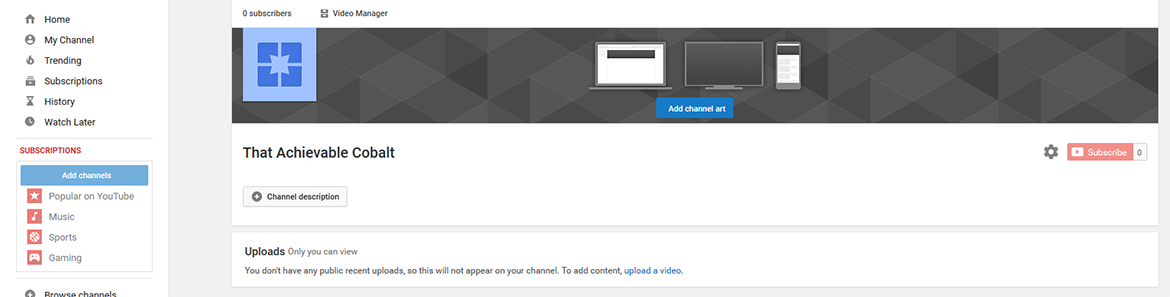 Home
My Channel
Trending
Subscriptions
History
Watch Later
SUBSCRIPTIONS
Add channels
Popular on YouTube
Music
Sports
Gaming
Browse channels
0 subscribers Video Manager
Add channel art
That Achievable Cobalt
Subscribe 0
Channel description
Uploads Only you can view
You don't have any public recent uploads, so this will not appear on your channel. To add content, upload a video.